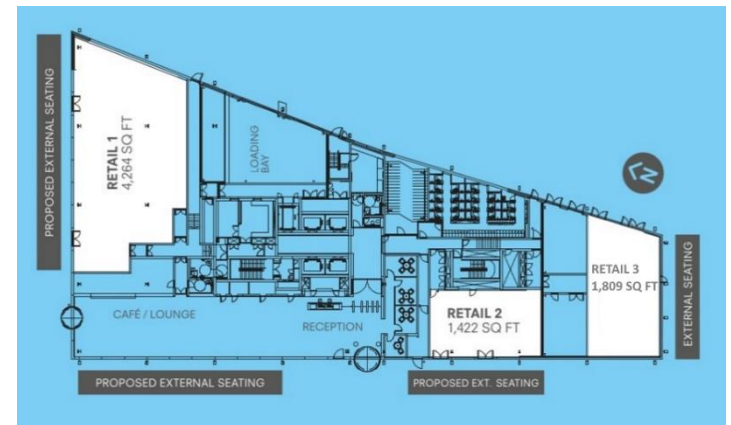 PROPOSED EXTERNAL SEATING
RETAIL 1
4,264 SQ FT
LOADING
BAY
N
RETAIL 3
1,809 SQ FT
EXTERNAL SEATING
RETAIL 2
1,422 SQ FT
CAFÉ / LOUNGE
RECEPTION
PROPOSED EXTERNAL SEATING
PROPOSED EXT. SEATING